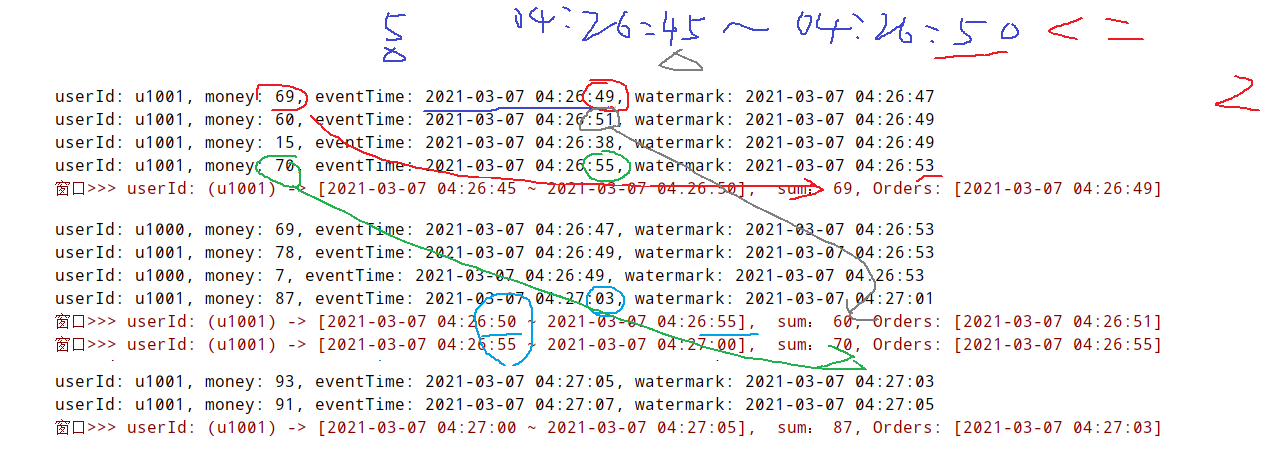 5 04:26:45 ~ 04:26:50 <=
2
userId: u1001, money: 69, eventTime: 2021-03-07 04:26:49, watermark: 2021-03-07 04:26:47
userId: u1001, money: 60, eventTime: 2021-03-07 04:26:51, watermark: 2021-03-07 04:26:49
userId: u1001, money: 15, eventTime: 2021-03-07 04:26:38, watermark: 2021-03-07 04:26:49
userId: u1001, money: 70, eventTime: 2021-03-07 04:26:55, watermark: 2021-03-07 04:26:53
窗口>>> userId: (u1001) -> [2021-03-07 04:26:45 ~ 2021-03-07 04:26:50], sum: 69, Orders: [2021-03-07 04:26:49]
userId: u1000, money: 69, eventTime: 2021-03-07 04:26:47, watermark: 2021-03-07 04:26:53
userId: u1001, money: 78, eventTime: 2021-03-07 04:26:49, watermark: 2021-03-07 04:26:53
userId: u1000, money: 7, eventTime: 2021-03-07 04:26:49, watermark: 2021-03-07 04:26:53
userId: u1001, money: 87, eventTime: 2021-03-07 04:27:03, watermark: 2021-03-07 04:27:01
窗口>>> userId: (u1001) -> [2021-03-07 04:26:50 ~ 2021-03-07 04:26:55], sum: 60, Orders: [2021-03-07 04:26:51]
窗口>>> userId: (u1001) -> [2021-03-07 04:26:55 ~ 2021-03-07 04:27:00], sum: 70, Orders: [2021-03-07 04:26:55]
userId: u1001, money: 93, eventTime: 2021-03-07 04:27:05, watermark: 2021-03-07 04:27:03
userId: u1001, money: 91, eventTime: 2021-03-07 04:27:07, watermark: 2021-03-07 04:27:05
窗口>>> userId: (u1001) -> [2021-03-07 04:27:00 ~ 2021-03-07 04:27:05], sum: 87, Orders: [2021-03-07 04:27:03]